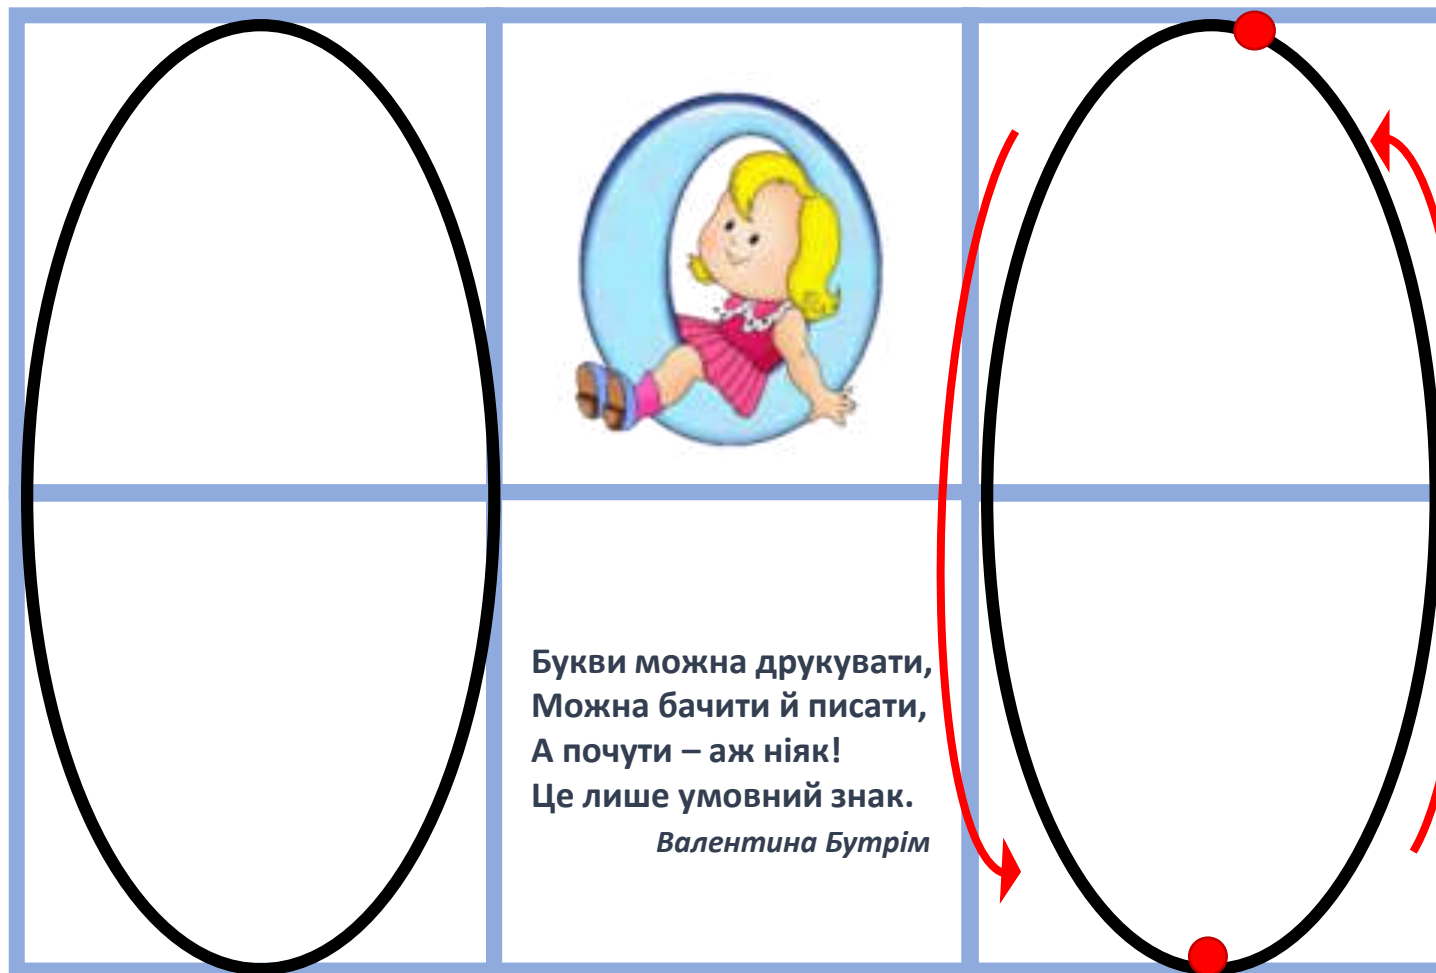 Букви можна друкувати,
Можна бачити й писати,
А почути – аж ніяк!
Це лише умовний знак.
Валентина Бутрім